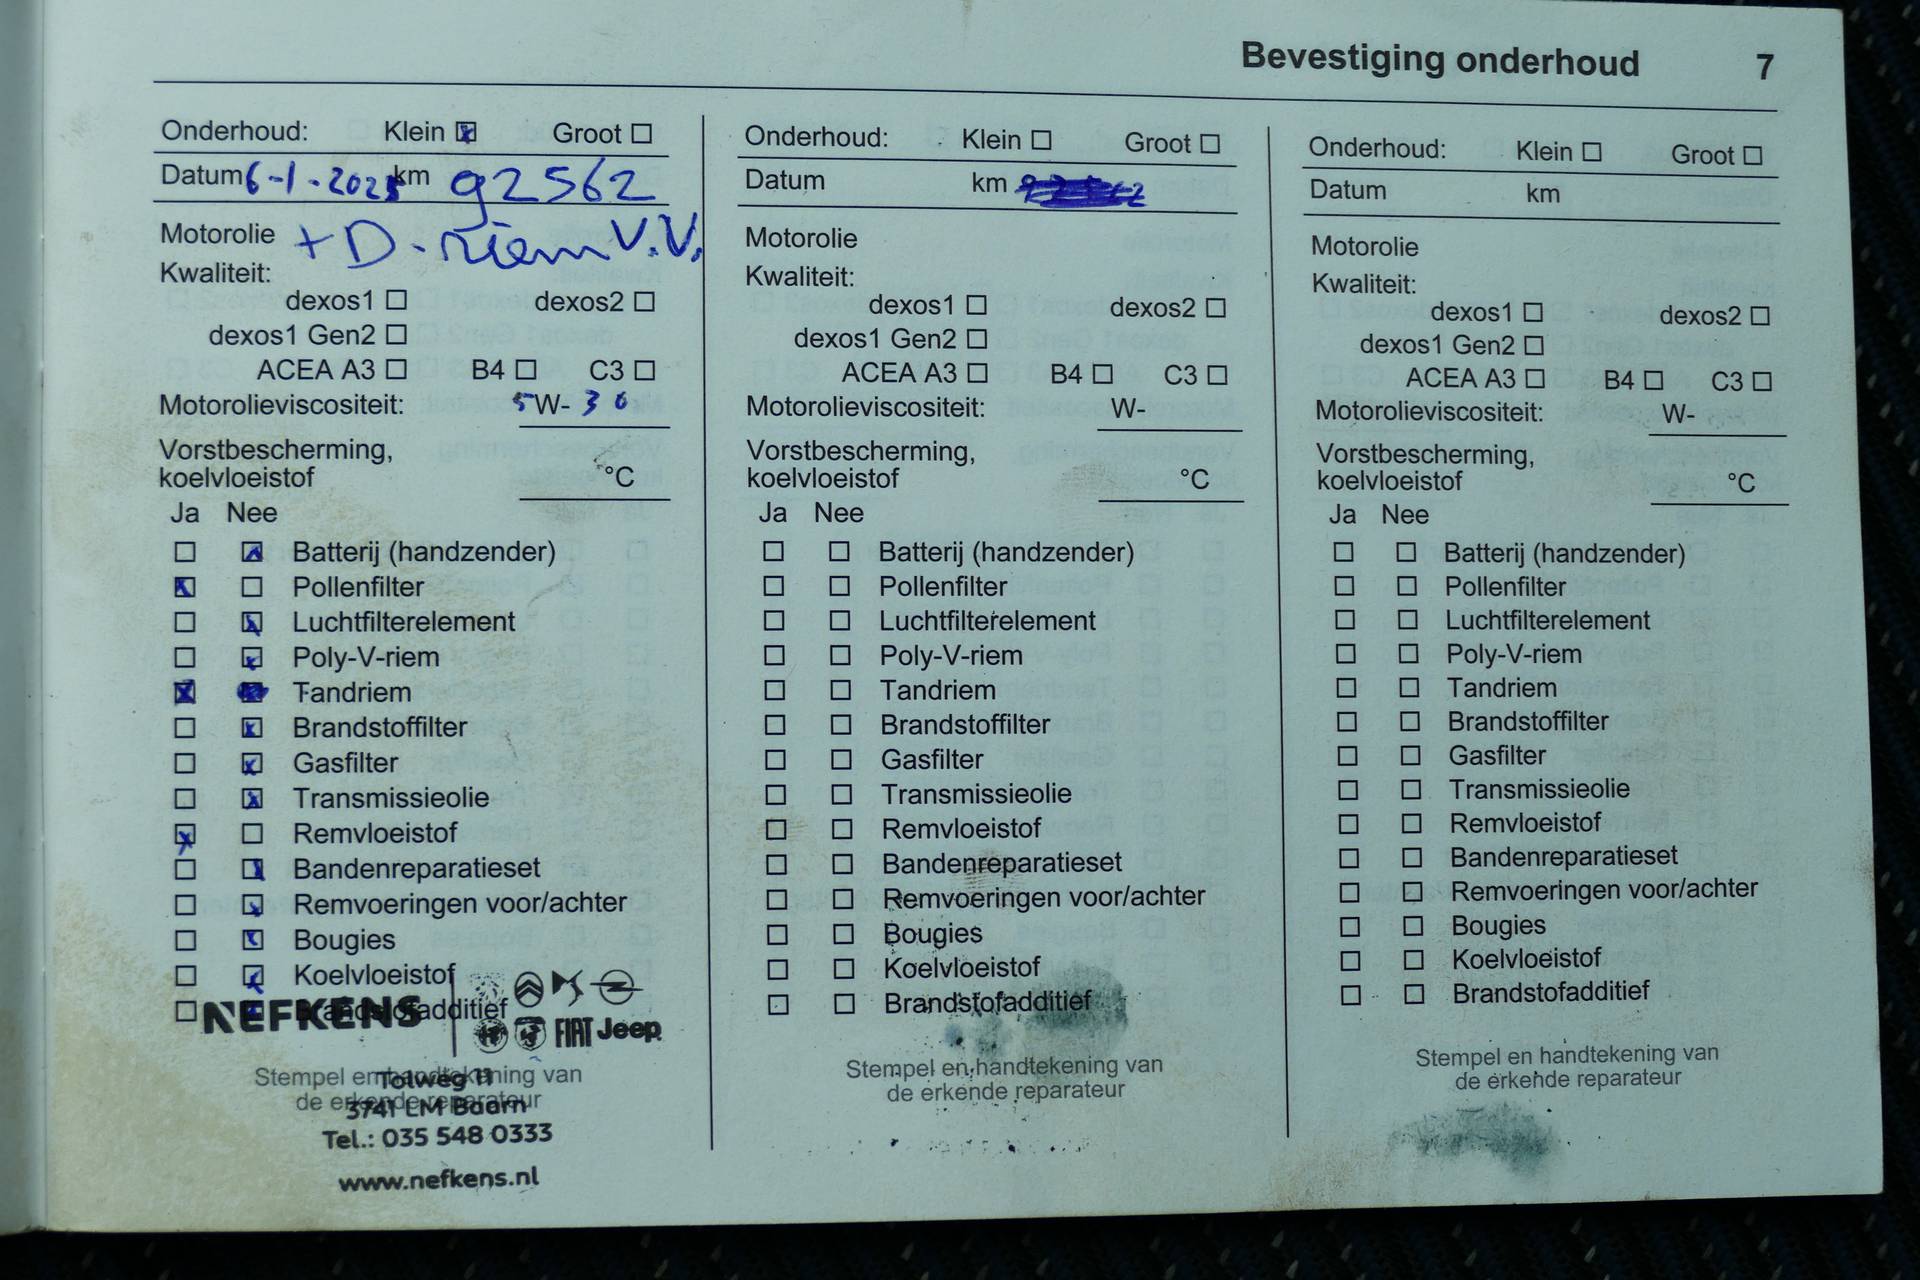 Bevestiging onderhoud 7
Onderhoud: Klein Groot
Datum 6-1-2025 km 92562
Motorolie + D-riem V.V.
Kwaliteit:
dexos1 dexos2
dexos1 Gen2
ACEA A3 B4 C3
Motorolieviscositeit: 5W-30
Vorstbescherming,
koelvloeistof °C
Ja Nee
Batterij (handzender)
Pollenfilter
Luchtfilterelement
Poly-V-riem
Tandriem
Brandstoffilter
Gasfilter
Transmissieolie
Remvloeistof
Bandenreparatieset
Remvoeringen voor/achter
Bougies
Koelvloeistof
Brandstofadditief
NEFKENS
FIAT Jeep
Stempel en handtekening van
de erkende reparateur
Tolweg 11
3741 LM Baarn
Tel.: 035 548 0333
www.nefkens.nl
Onderhoud: Klein Groot
Datum km
Motorolie
Kwaliteit:
dexos1 dexos2
dexos1 Gen2
ACEA A3 B4 C3
Motorolieviscositeit: W-
Vorstbescherming,
koelvloeistof °C
Ja Nee
Batterij (handzender)
Pollenfilter
Luchtfilterelement
Poly-V-riem
Tandriem
Brandstoffilter
Gasfilter
Transmissieolie
Remvloeistof
Bandenreparatieset
Remvoeringen voor/achter
Bougies
Koelvloeistof
Brandstofadditief
Stempel en handtekening van
de erkende reparateur
Onderhoud: Klein Groot
Datum km
Motorolie
Kwaliteit:
dexos1 dexos2
dexos1 Gen2
ACEA A3 B4 C3
Motorolieviscositeit: W-
Vorstbescherming,
koelvloeistof °C
Ja Nee
Batterij (handzender)
Pollenfilter
Luchtfilterelement
Poly-V-riem
Tandriem
Brandstoffilter
Gasfilter
Transmissieolie
Remvloeistof
Bandenreparatieset
Remvoeringen voor/achter
Bougies
Koelvloeistof
Brandstofadditief
Stempel en handtekening van
de erkende reparateur